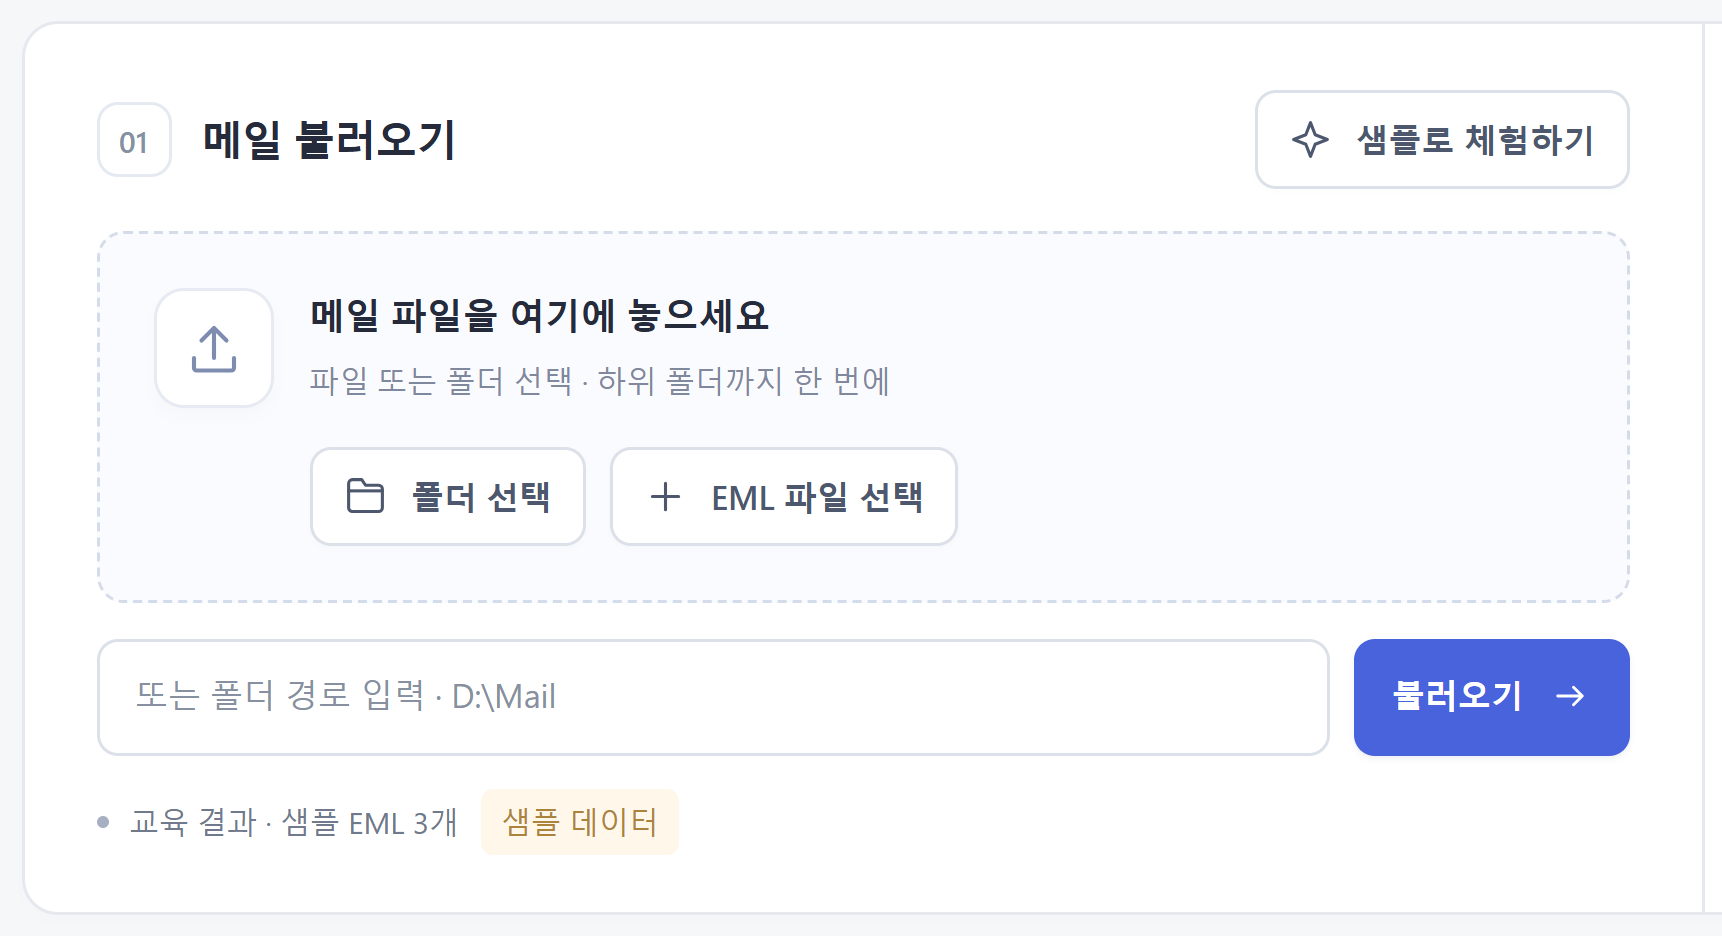 01 메일 불러오기
샘플로 체험하기
메일 파일을 여기에 놓으세요
파일 또는 폴더 선택 · 하위 폴더까지 한 번에
폴더 선택
EML 파일 선택
또는 폴더 경로 입력 · D:\Mail
불러오기 →
교육 결과 · 샘플 EML 3개
샘플 데이터